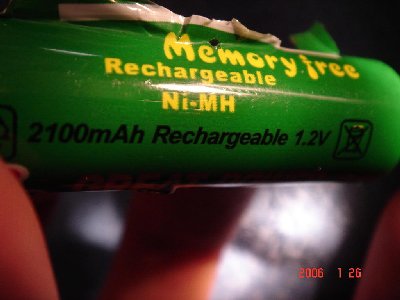 Memory free
Rechargeable
Ni-MH
2100mAh Rechargeable 1.2V
2006 1 26